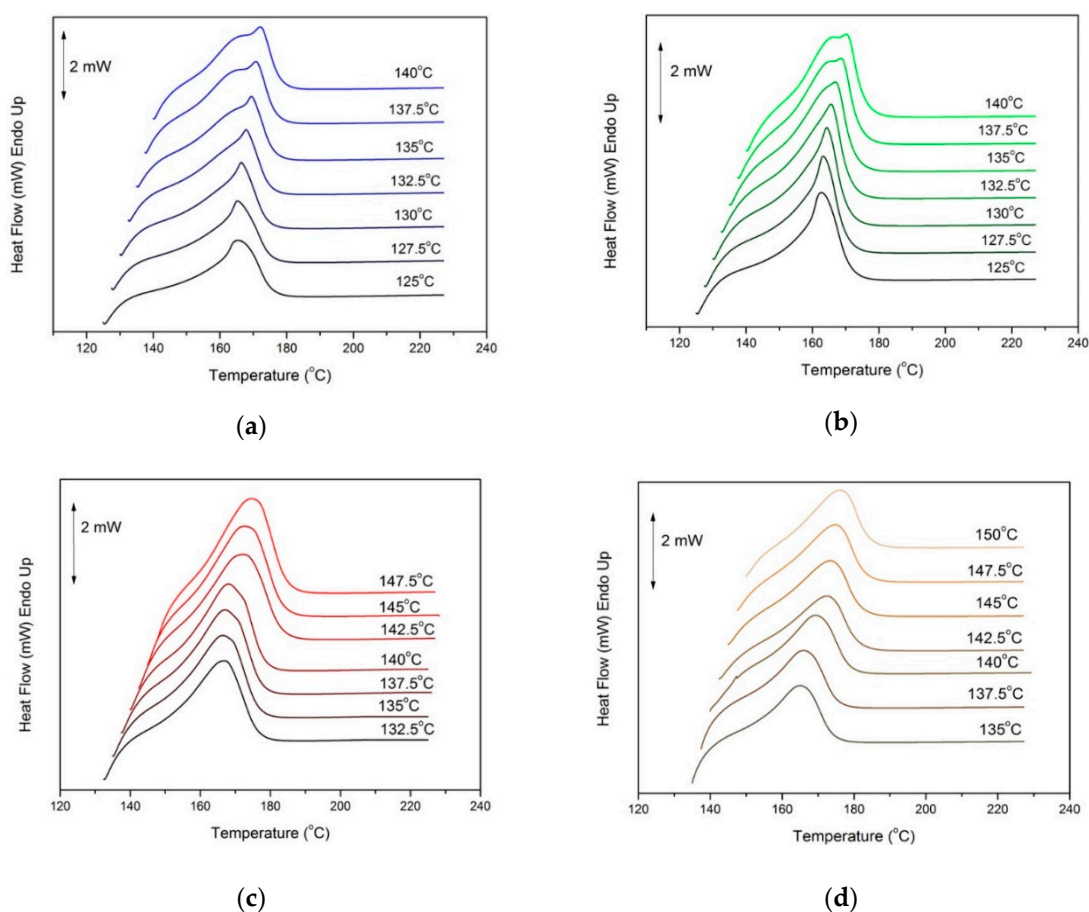 2 mW
140°C
137.5°C
135°C
132.5°C
130°C
127.5°C
125°C
Heat Flow (mW) Endo Up
120 140 160 180 200 220 240
Temperature (°C)
(a)
2 mW
140°C
137.5°C
135°C
132.5°C
130°C
127.5°C
125°C
Heat Flow (mW) Endo Up
120 140 160 180 200 220 240
Temperature (°C)
(b)
2 mW
147.5°C
145°C
142.5°C
140°C
137.5°C
135°C
132.5°C
Heat Flow (mW) Endo Up
120 140 160 180 200 220 240
Temperature (°C)
(c)
2 mW
150°C
147.5°C
145°C
142.5°C
140°C
137.5°C
135°C
Heat Flow (mW) Endo Up
120 140 160 180 200 220 240
Temperature (°C)
(d)